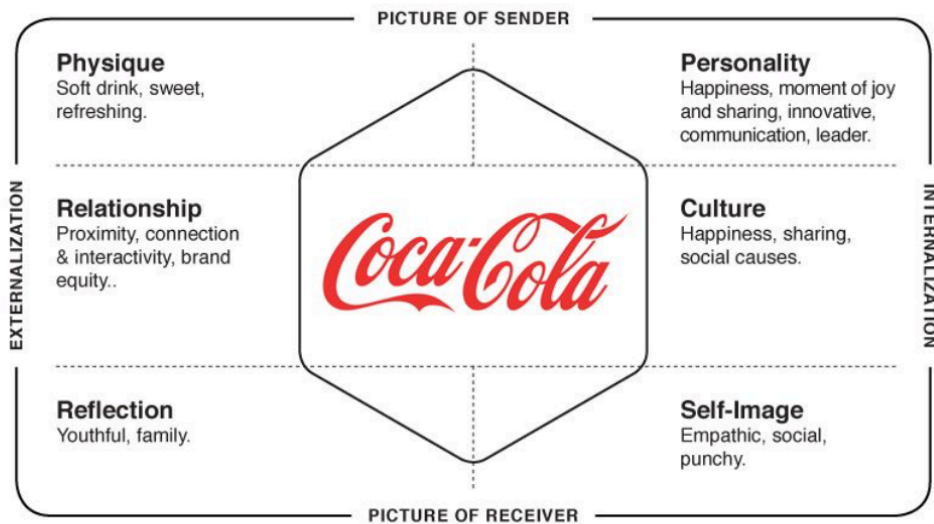 PICTURE OF SENDER
Physique
Soft drink, sweet,
refreshing.
Personality
Happiness, moment of joy
and sharing, innovative,
communication, leader.
EXTERNALIZATION
Relationship
Proximity, connection
& interactivity, brand
equity..
Coca-Cola
Culture
Happiness, sharing,
social causes.
INTERNALIZATION
Reflection
Youthful, family.
Self-Image
Empathic, social,
punchy.
PICTURE OF RECEIVER